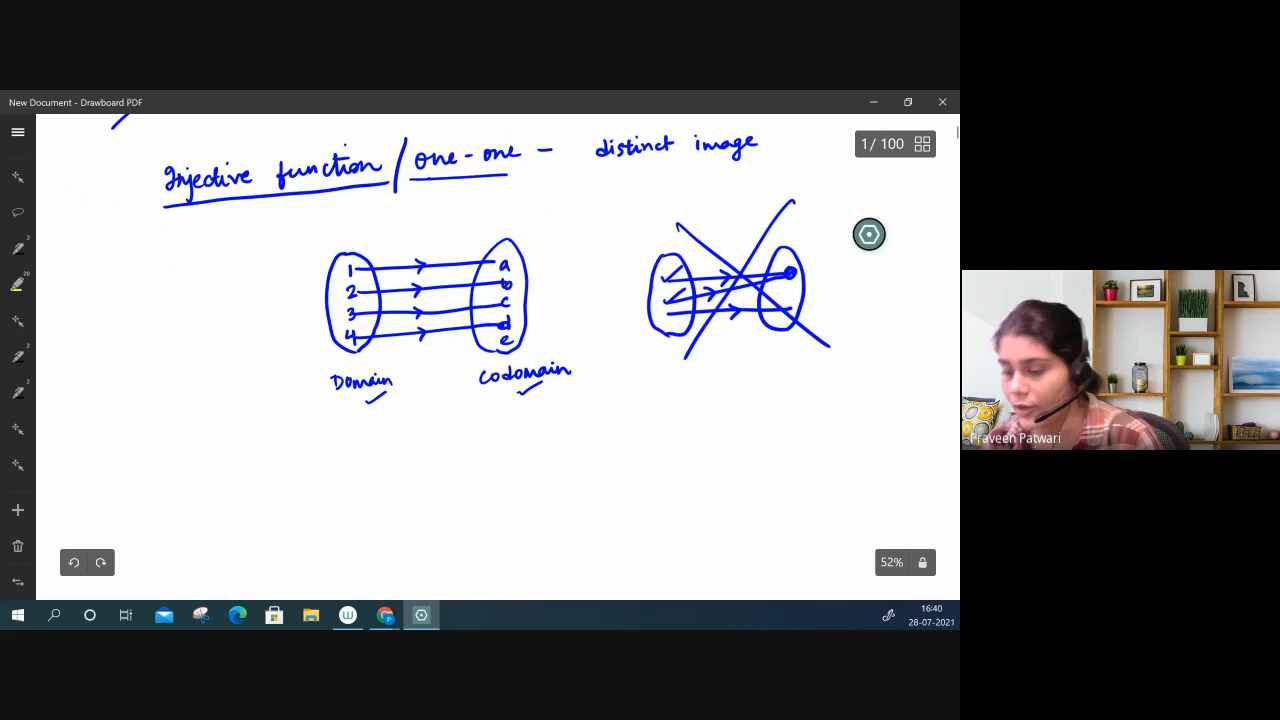 New Document - Drawboard PDF
Injective function / one-one - distinct image
1 / 100
1 a
2 b
3 c
4 d
e
Domain Codomain
Praveen Patwari
52%
16:40
28-07-2021